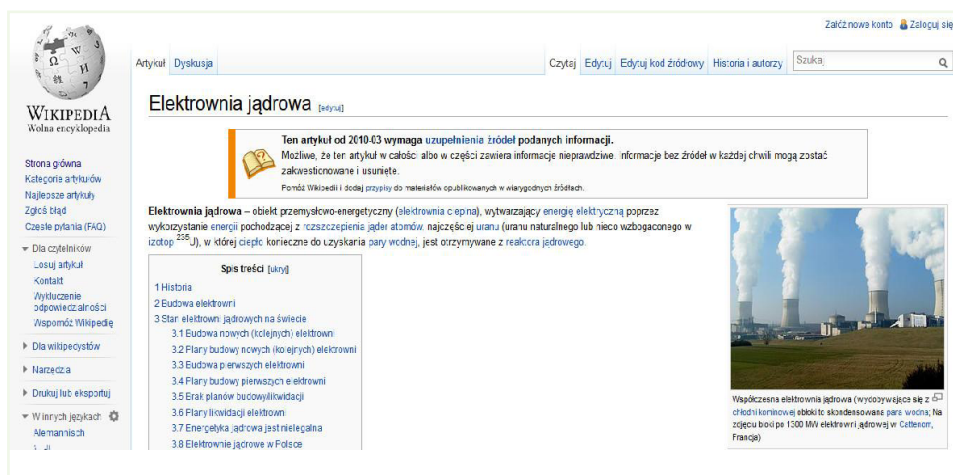 Załóż nowe konto Zaloguj się
Artykuł Dyskusja Czytaj Edytuj Edytuj kod źródłowy Historia i autorzy Szukaj
WIKIPEDIA
Wolna encyklopedia
Strona główna
Kategorie artykułów
Najlepsze artykuły
Zgłoś błąd
Częste pytania (FAQ)
Dla czytelników
Losuj artykuł
Kontakt
Wykluczenie
odpowiedzialności
Wspomóż Wikipedię
Dla wikipedystów
Narzędzia
Drukuj lub eksportuj
W innych językach
Alemannisch
Elektrownia jądrowa [edytuj]
Ten artykuł od 2010-03 wymaga uzupełnienia źródeł podanych informacji.
Możliwe, że ten artykuł w całości albo w części zawiera informacje nieprawdziwe. Informacje bez źródeł w każdej chwili mogą zostać
zakwestionowane i usunięte.
Pomóż Wikipedii i dodaj przypisy do materiałów opublikowanych w wiarygodnych źródłach.
Elektrownia jądrowa – obiekt przemysłowo-energetyczny (elektrownia cieplna), wytwarzający energię elektryczną poprzez
wykorzystanie energii pochodzącej z rozszczepienia jąder atomów, najczęściej uranu (uranu naturalnego lub nieco wzbogaconego w
izotop ²³⁵U), w której ciepło konieczne do uzyskania pary wodnej, jest otrzymywane z reaktora jądrowego.
Spis treści [ukryj]
1 Historia
2 Budowa elektrowni
3 Stan elektrowni jądrowych na świecie
3.1 Budowa nowych (kolejnych) elektrowni
3.2 Plany budowy nowych (kolejnych) elektrowni
3.3 Budowa pierwszych elektrowni
3.4 Plany budowy pierwszych elektrowni
3.5 Brak planów budowy/likwidacji
3.6 Plany likwidacji elektrowni
3.7 Energetyka jądrowa jest nielegalna
3.8 Elektrownie jądrowe w Polsce
Współczesna elektrownia jądrowa (wydobywające się z
chłodni kominowej obłoki to skondensowana para wodna; Na
zdjęciu bloki po 1300 MW elektrowni jądrowej w Cattenom,
Francja)